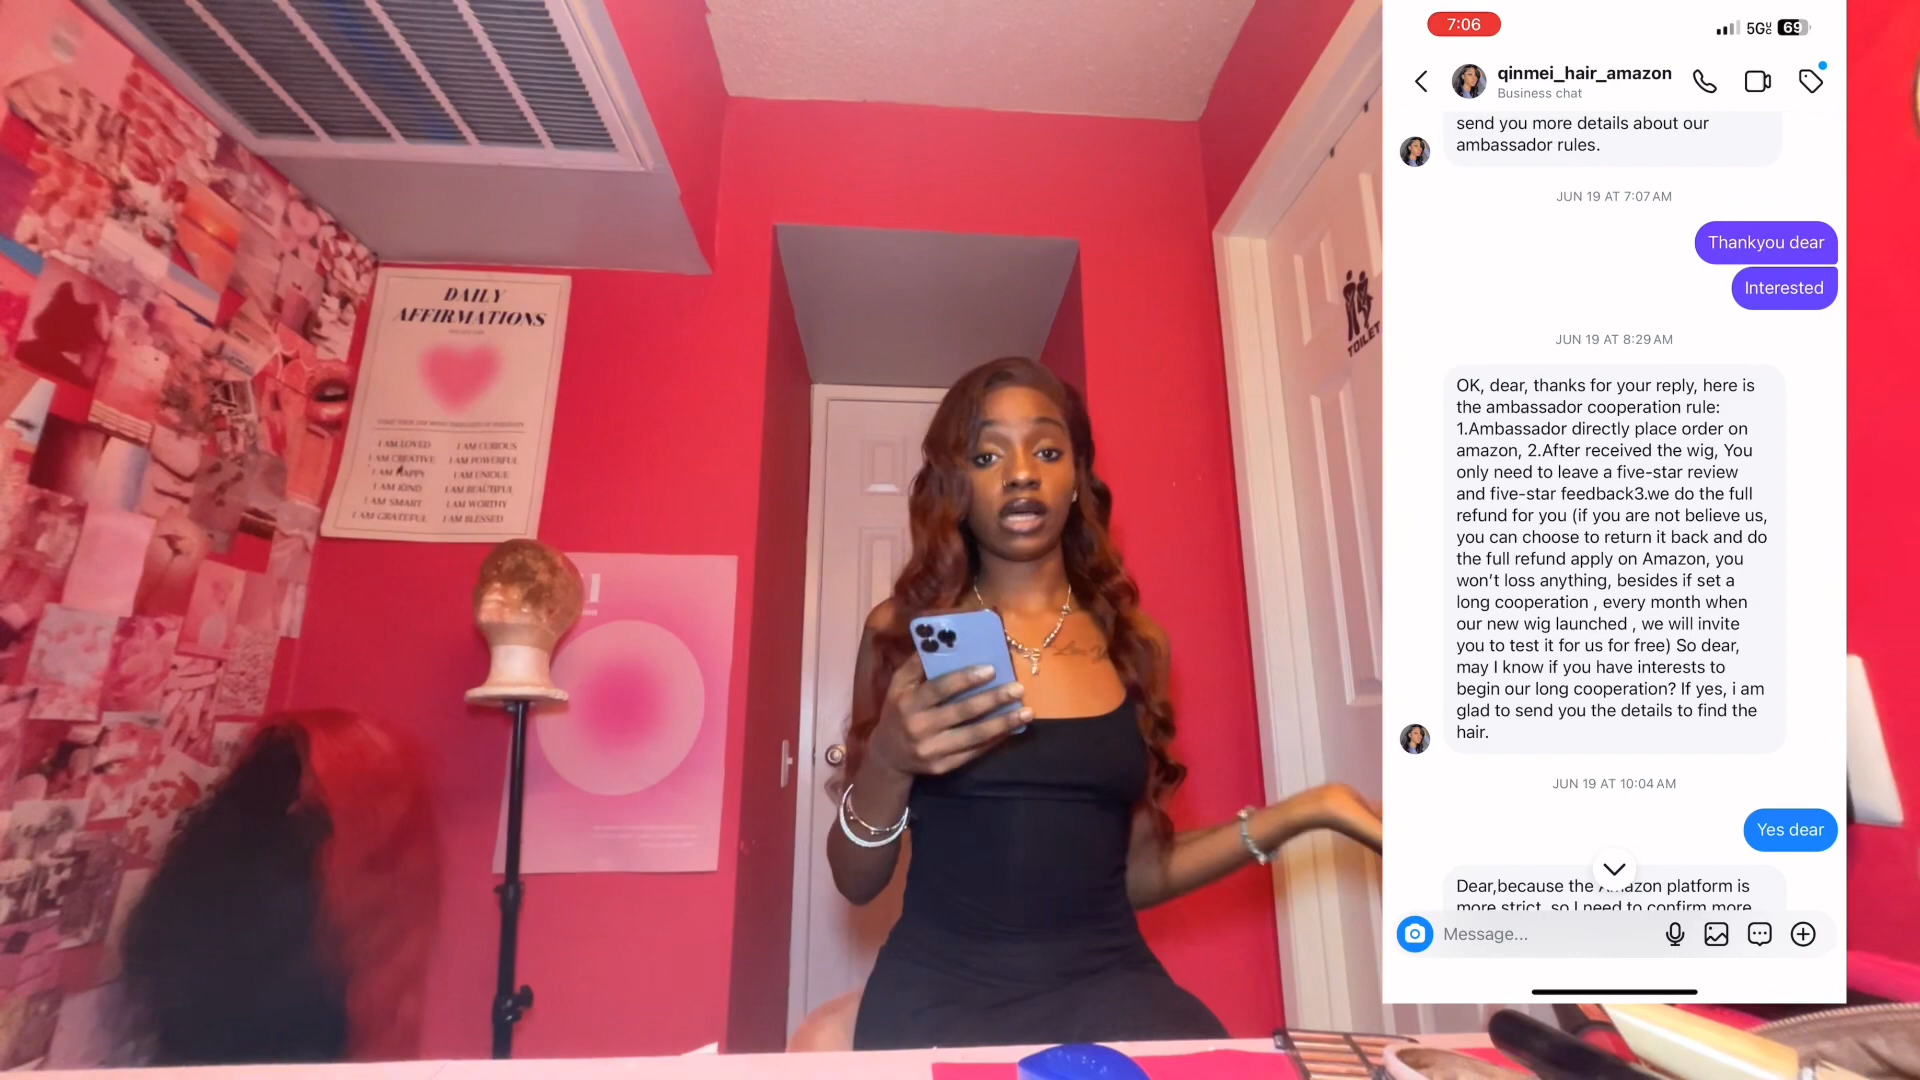 DAILY
AFFIRMATIONS
I AM LOVED
I AM CREATIVE
I AM HAPPY
I AM KIND
I AM SMART
I AM GRATEFUL
I AM CURIOUS
I AM POWERFUL
I AM UNIQUE
I AM BEAUTIFUL
I AM WORTHY
I AM BLESSED
TOILET
7:06
5G
69
qinmei_hair_amazon
Business chat
send you more details about our
ambassador rules.
JUN 19 AT 7:07 AM
Thankyou dear
Interested
JUN 19 AT 8:29 AM
OK, dear, thanks for your reply, here is
the ambassador cooperation rule:
1.Ambassador directly place order on
amazon, 2.After received the wig, You
only need to leave a five-star review
and five-star feedback3.we do the full
refund for you (if you are not believe us,
you can choose to return it back and do
the full refund apply on Amazon, you
won't loss anything, besides if set a
long cooperation , every month when
our new wig launched , we will invite
you to test it for us for free) So dear,
may I know if you have interests to
begin our long cooperation? If yes, i am
glad to send you the details to find the
hair.
JUN 19 AT 10:04 AM
Yes dear
Dear,because the Amazon platform is
more strict, so I need to confirm more
Message...